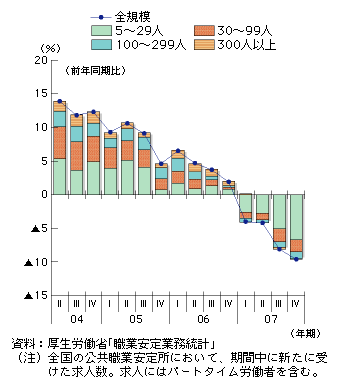 全規模
5~29人 30~99人
100~299人 300人以上
(%)
20
(前年同期比)
15
10
5
0
▲5
▲10
▲15
Ⅱ Ⅲ Ⅳ Ⅰ Ⅱ Ⅲ Ⅳ Ⅰ Ⅱ Ⅲ Ⅳ Ⅰ Ⅱ Ⅲ Ⅳ
04 05 06 07
(年期)
資料：厚生労働省「職業安定業務統計」
(注) 全国の公共職業安定所において、期間中に新たに受
けた求人数。求人にはパートタイム労働者を含む。